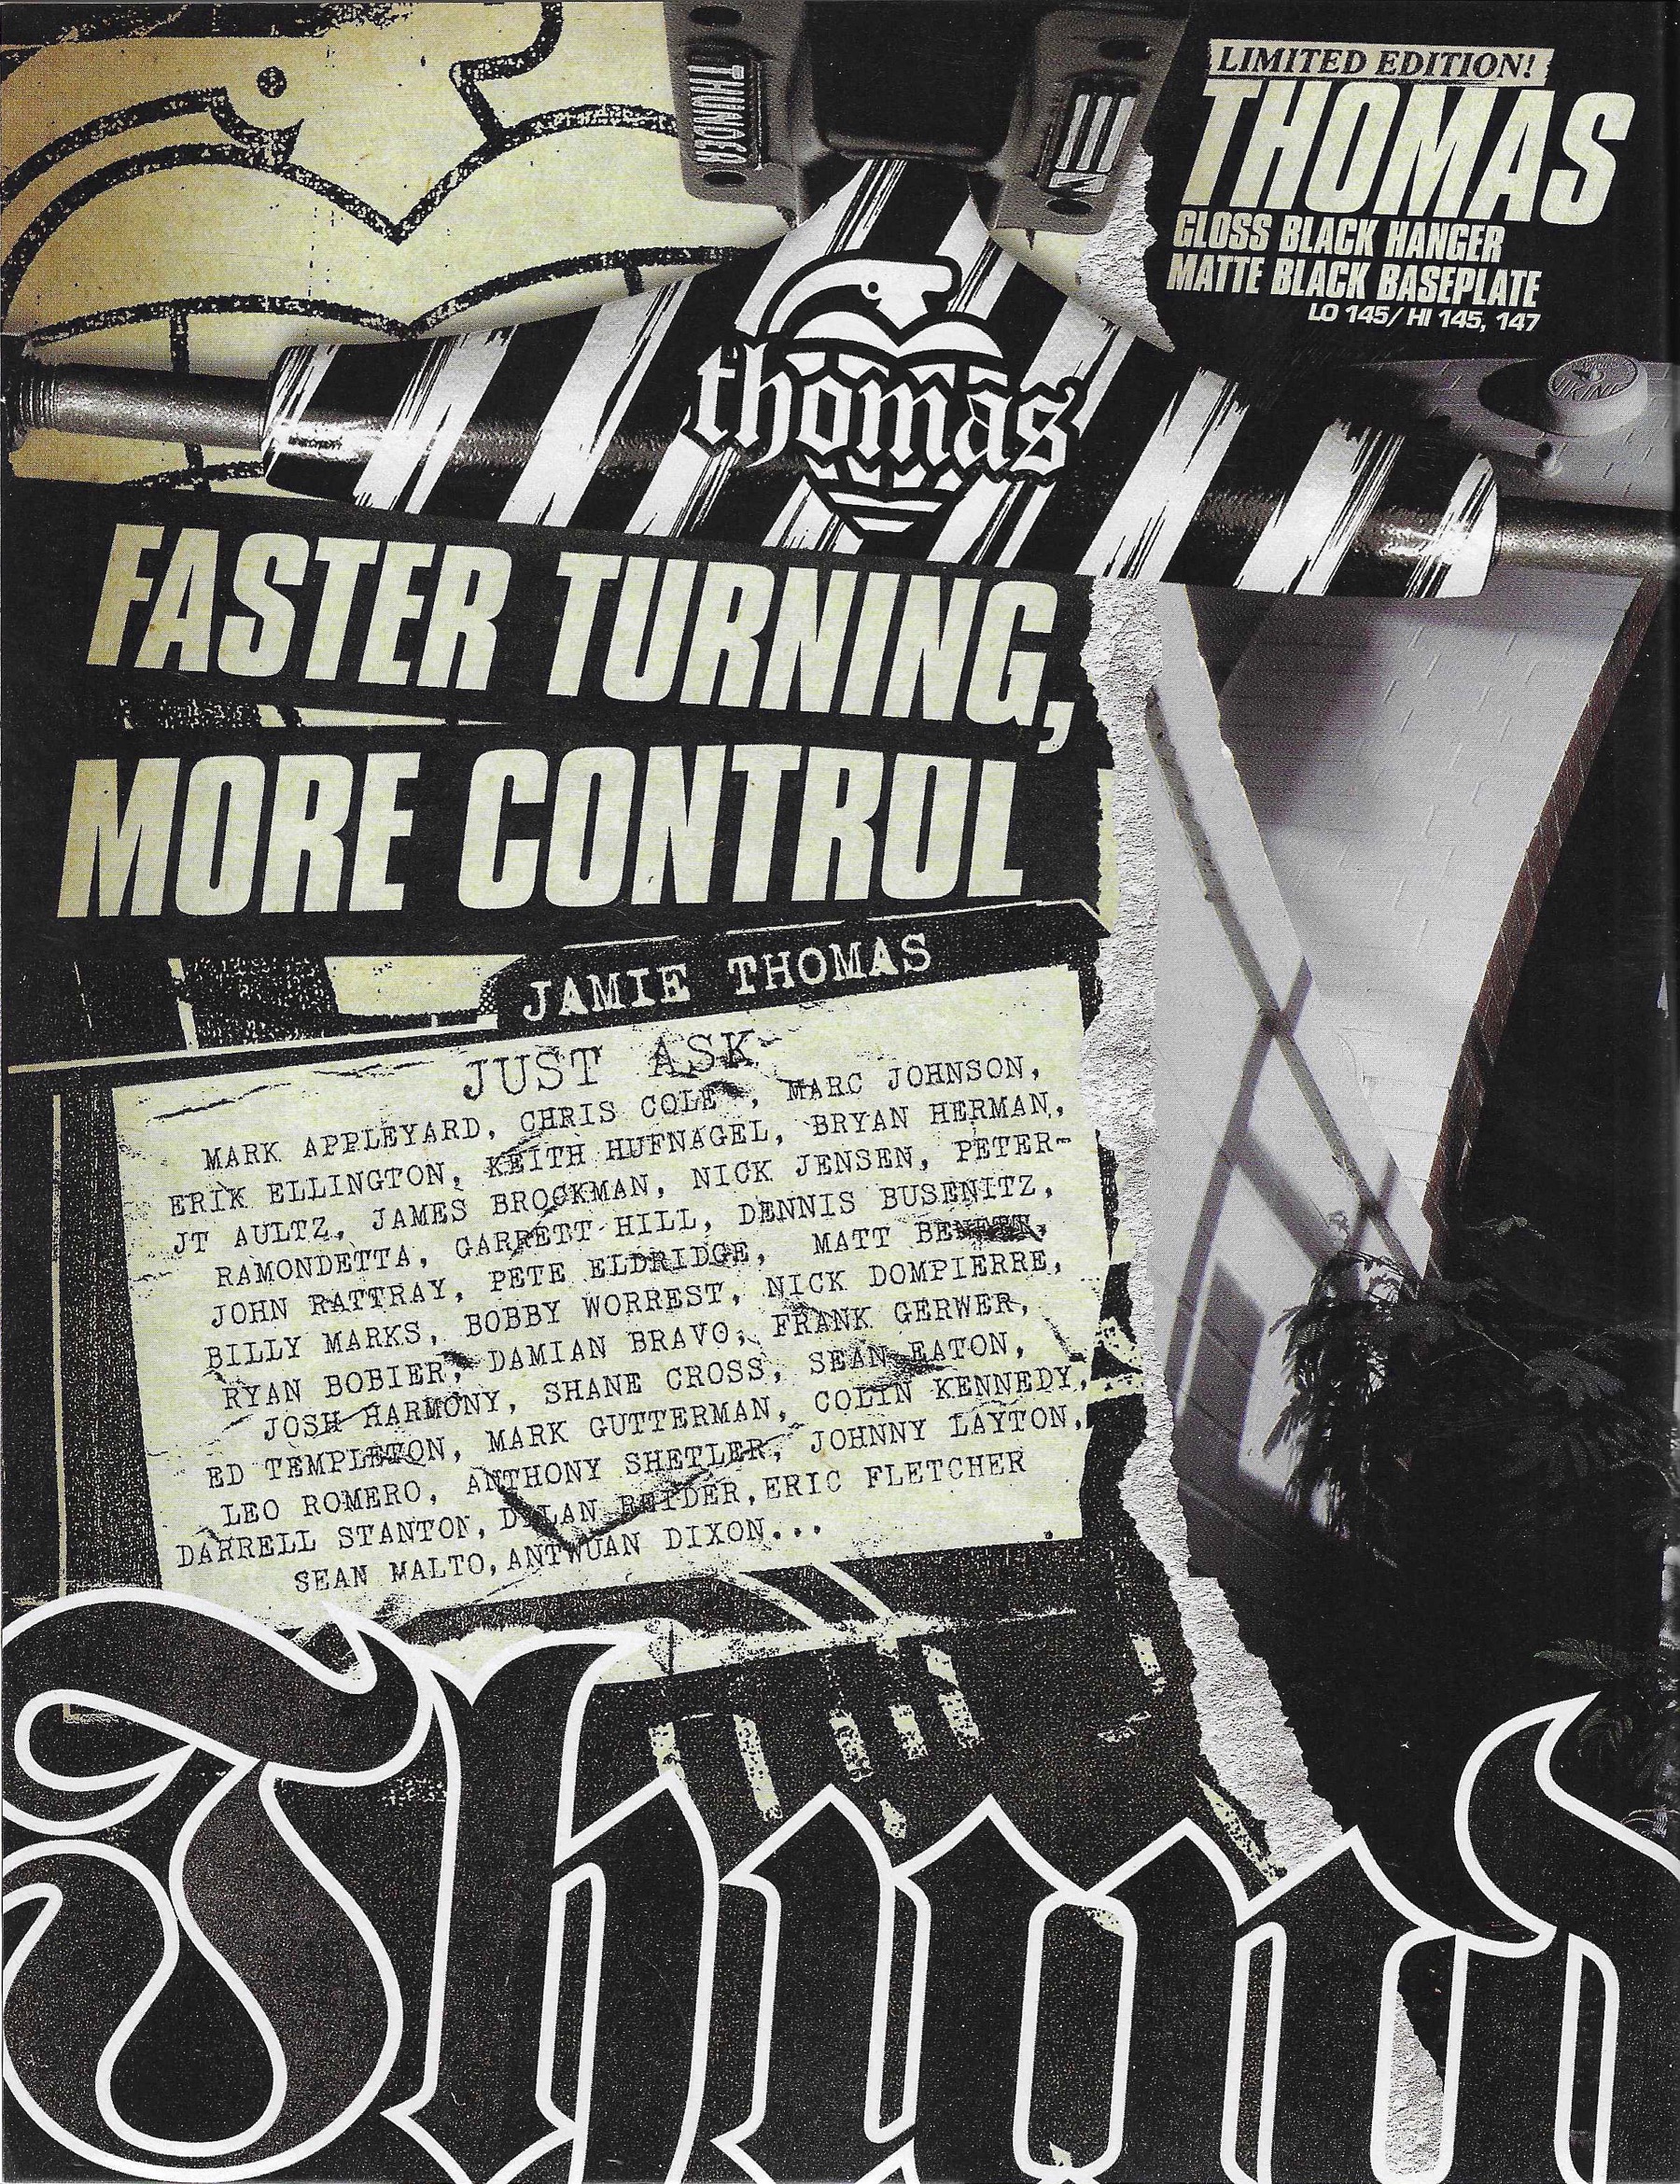 THUNDER
LIMITED EDITION!
THOMAS
GLOSS BLACK HANGER
MATTE BLACK BASEPLATE
LO 145/ HI 145, 147
thomas
FASTER TURNING,
MORE CONTROL
JAMIE THOMAS
JUST ASK
MARK APPLEYARD, CHRIS COLE, MARC JOHNSON,
ERIK ELLINGTON, KEITH HUFNAGEL, BRYAN HERMAN,
JT AULTZ, JAMES BROCKMAN, NICK JENSEN, PETER
RAMONDETTA, GARRETT HILL, DENNIS BUSENITZ,
JOHN RATTRAY, PETE ELDRIDGE, MATT
BILLY MARKS, BOBBY WORREST, NICK DOMPIERRE,
RYAN BOBIER, DAMIAN BRAVO, FRANK GERWER,
JOSH HARMONY, SHANE CROSS, SEAN EATON,
ED TEMPLETON, MARK GUTTERMAN, COLIN KENNEDY,
LEO ROMERO, ANTHONY SHETLER, JOHNNY LAYTON,
DARRELL STANTON, DYLAN REIDER, ERIC FLETCHER
SEAN MALTO, ANTWUAN DIXON...
Thun